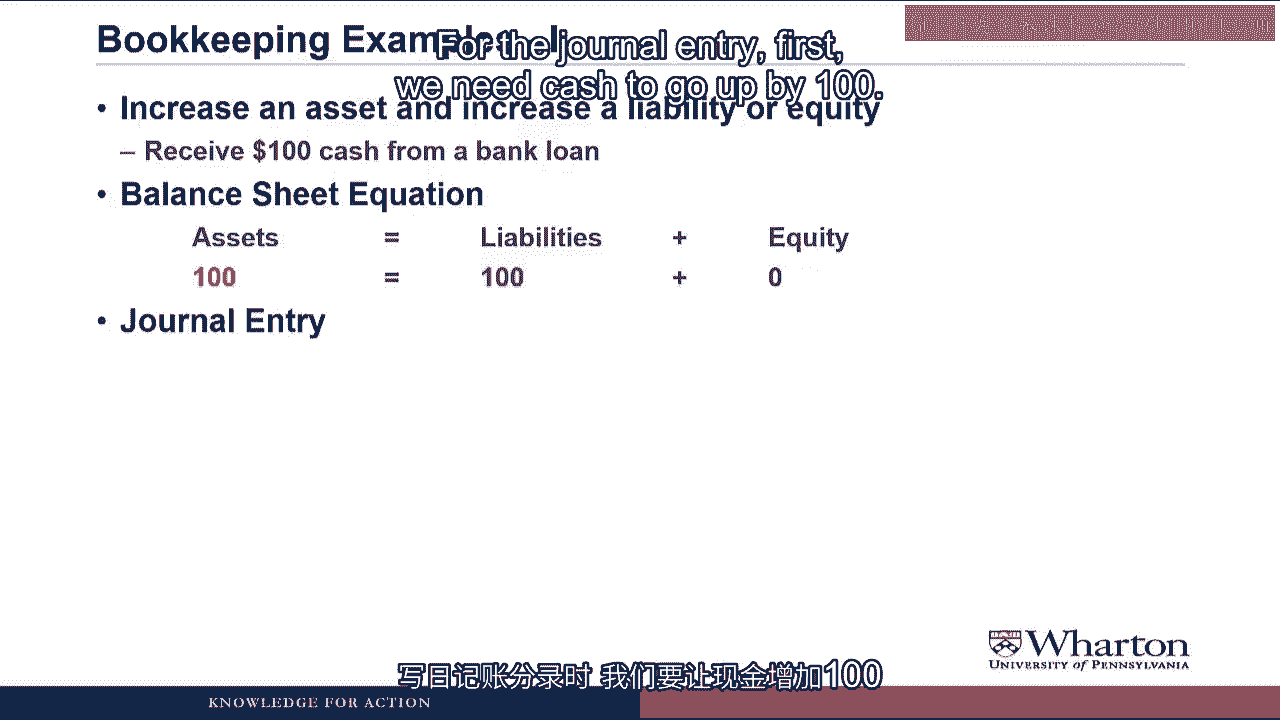 Bookkeeping
For the journal entry, first,
we need cash to go up by 100.
• Increase an asset and increase a liability or equity
– Receive $100 cash from a bank loan
• Balance Sheet Equation
Assets = Liabilities + Equity
100 = 100 + 0
• Journal Entry
Wharton
UNIVERSITY of PENNSYLVANIA
写日记账分录时 我们要让现金增加100
KNOWLEDGE FOR ACTION